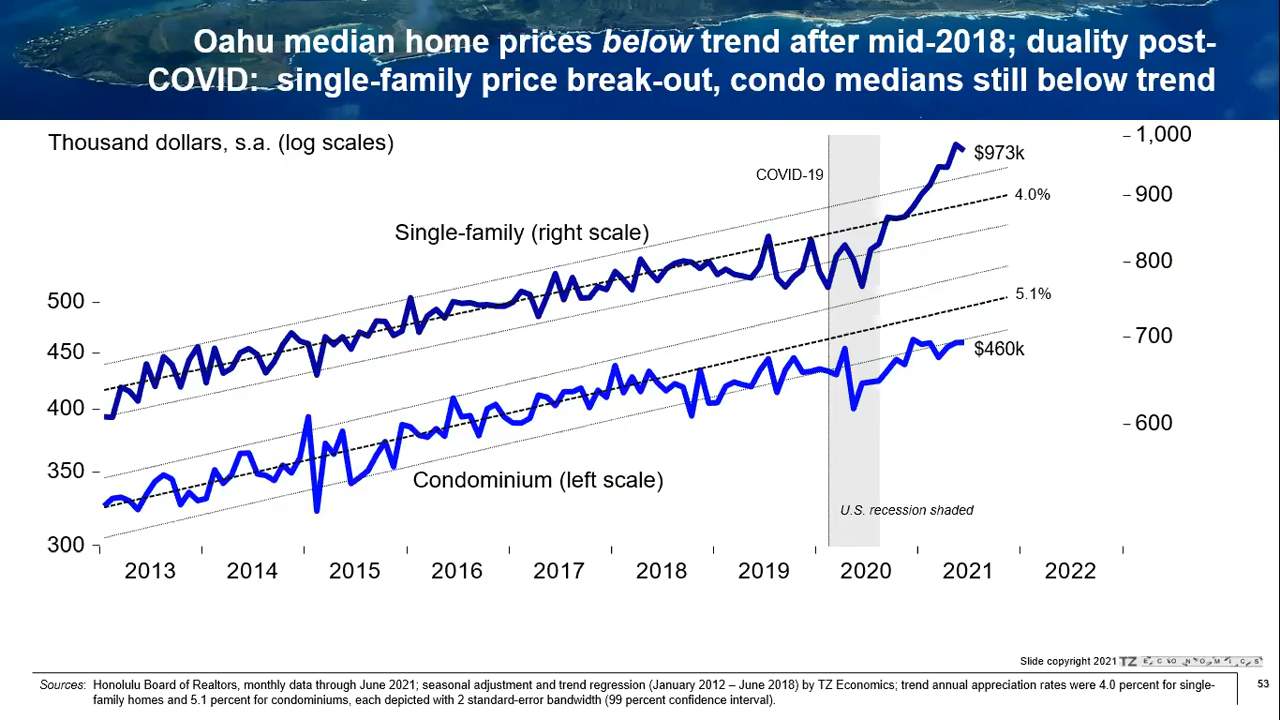 Oahu median home prices below trend after mid-2018; duality post-
COVID:  single-family price break-out, condo medians still below trend
Thousand dollars, s.a. (log scales)
1,000
$973k
COVID-19
4.0%
900
Single-family (right scale)
800
500
5.1%
700
450
$460k
400
600
350
Condominium (left scale)
U.S. recession shaded
300
2013 2014 2015 2016 2017 2018 2019 2020 2021 2022
Slide copyright 2021 TZ ECONOMICS
Sources:  Honolulu Board of Realtors, monthly data through June 2021; seasonal adjustment and trend regression (January 2012 – June 2018) by TZ Economics; trend annual appreciation rates were 4.0 percent for single-
family homes and 5.1 percent for condominiums, each depicted with 2 standard-error bandwidth (99 percent confidence interval).
53